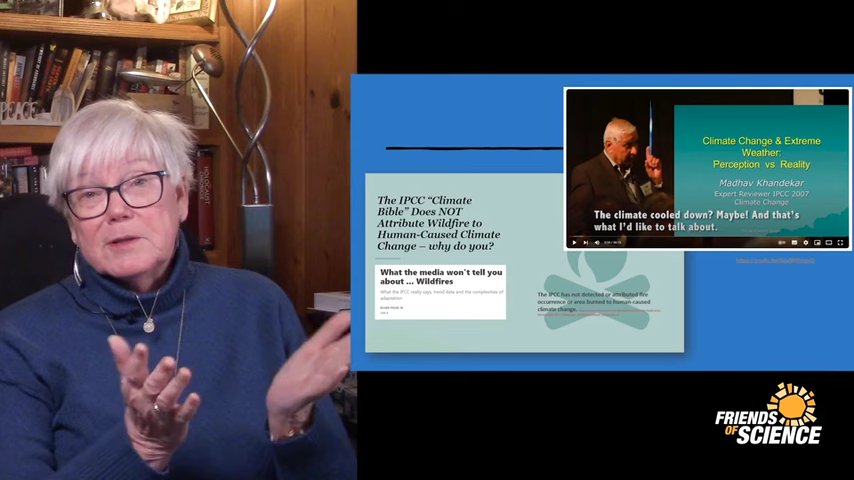 PEACE
HOLOCAUST
The IPCC “Climate
Bible” Does NOT
Attribute Wildfire to
Human-Caused Climate
Change – why do you?
What the media won't tell you
about ... Wildfires
What the IPCC really says, trend data and the complexities of
adaptation
The IPCC has not detected or attributed fire
occurrence or area burned to human-caused
climate change.
Climate Change & Extreme
Weather:
Perception vs Reality
Madhav Khandekar
Expert Reviewer IPCC 2007
Climate Change
The climate cooled down? Maybe! And that's
what I'd like to talk about.
FRIENDS
OF SCIENCE